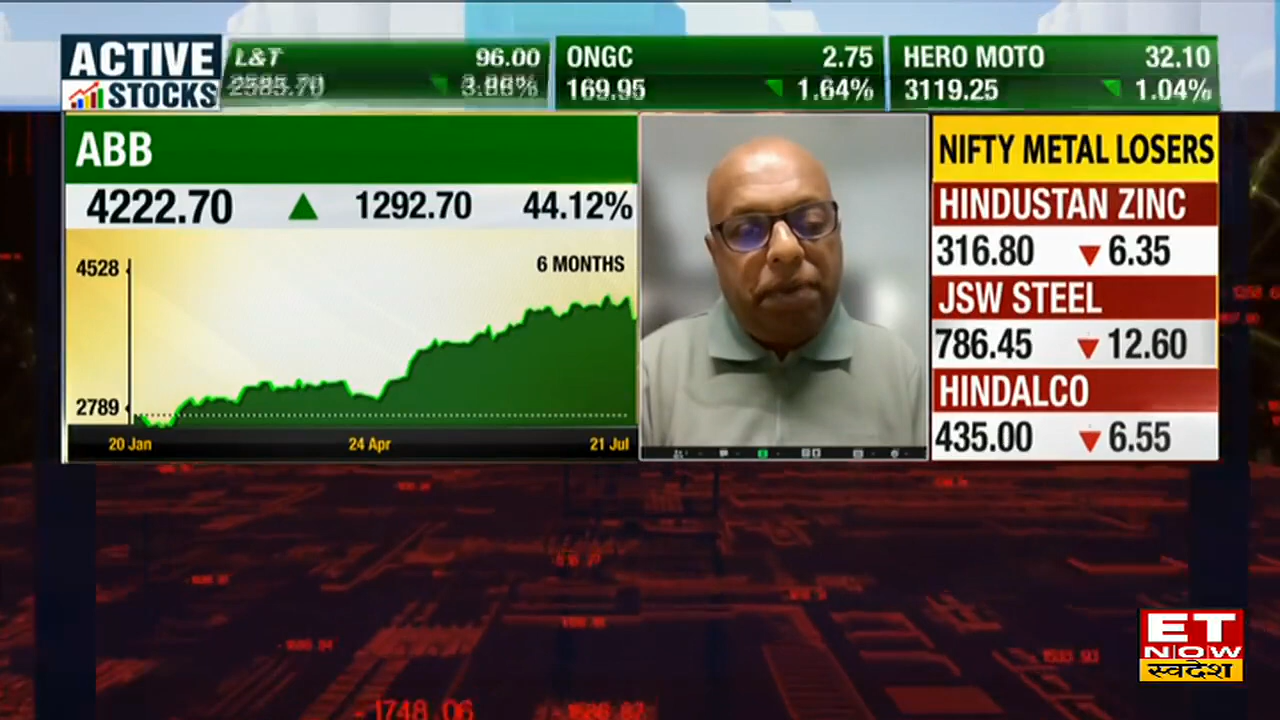 ACTIVE
STOCKS
L&T 96.00
2585.70 3.86%
ONGC 2.75
169.95 1.64%
HERO MOTO 32.10
3119.25 1.04%
ABB
4222.70 1292.70 44.12%
4528
6 MONTHS
2789
20 Jan 24 Apr 21 Jul
NIFTY METAL LOSERS
HINDUSTAN ZINC
316.80 6.35
JSW STEEL
786.45 12.60
HINDALCO
435.00 6.55
ET
NOW
स्वदेश
-1748.06